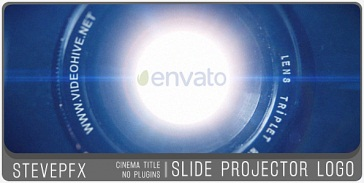 WWW.VIDEOHIVE.NET
envato
LENS TRIPLET
STEVEPFX
CINEMA TITLE
NO PLUGINS
SLIDE PROJECTOR LOGO